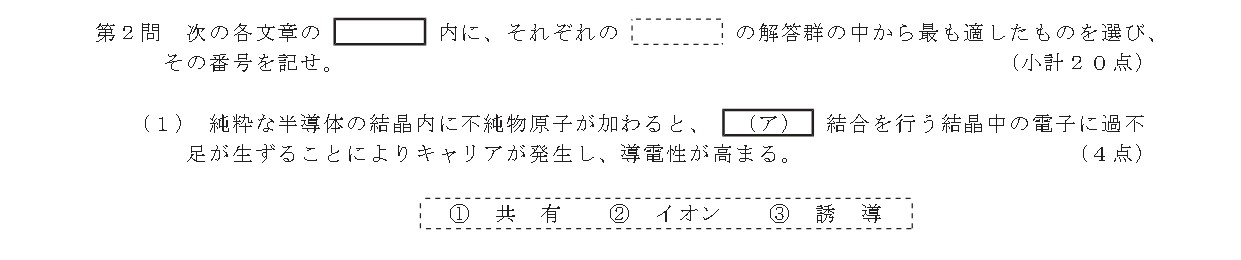 第２問　次の各文章の　　　　内に、それぞれの　　　　の解答群の中から最も適したものを選び、
その番号を記せ。　（小計２０点）
（１）　純粋な半導体の結晶内に不純物原子が加わると、（ア）結合を行う結晶中の電子に過不
足が生ずることによりキャリアが発生し、導電性が高まる。　（４点）
①　共　有　　②　イオン　　③　誘　導